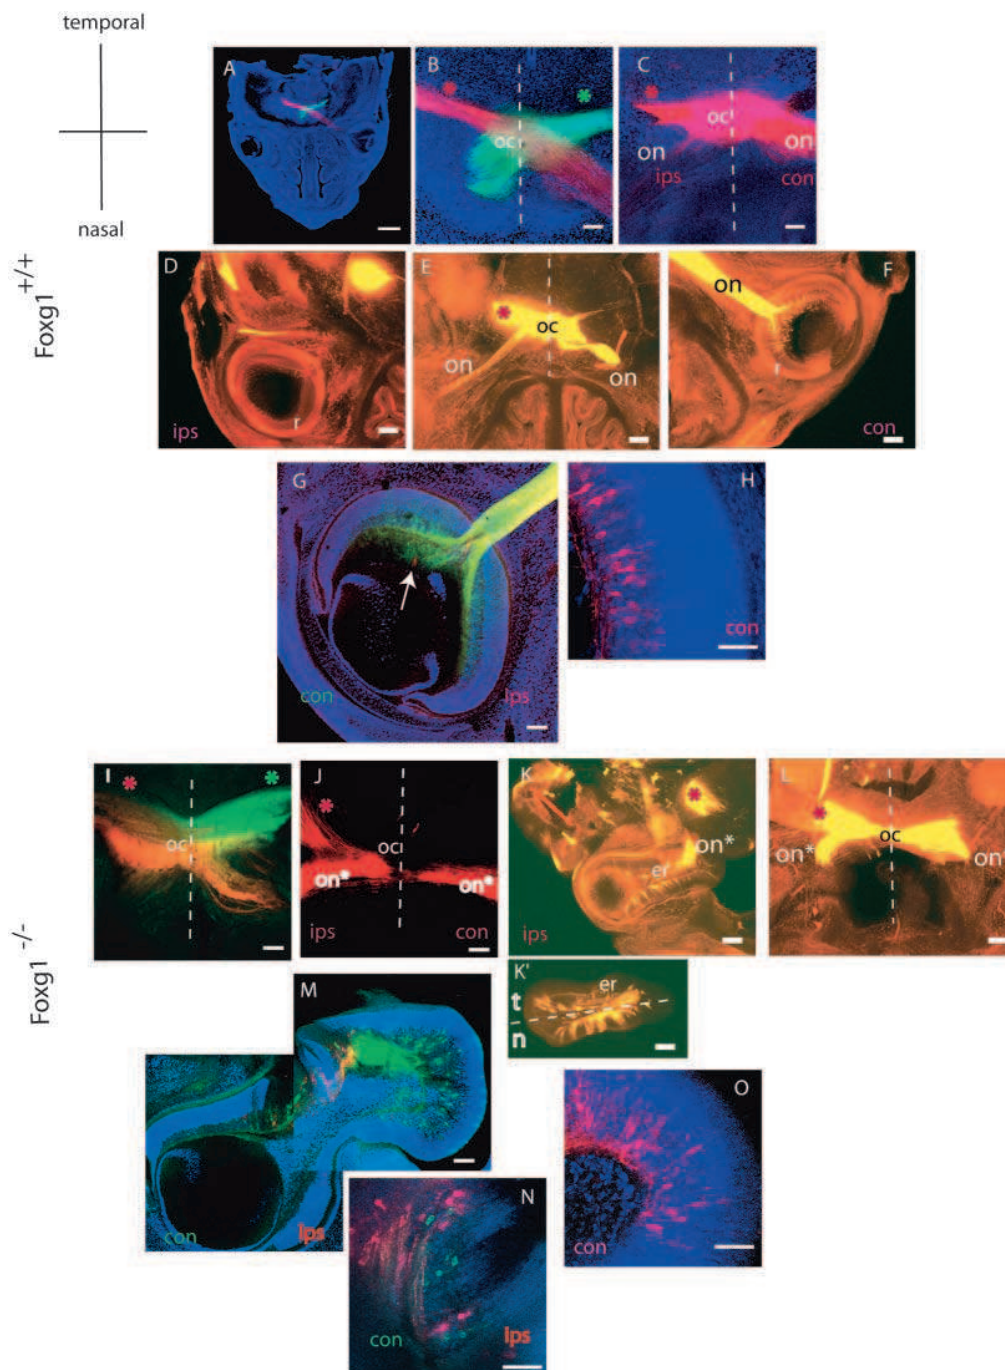 temporal
nasal
Foxg1 +/+
A
B
oc
C
oc
on
on
ips
con
D
r
ips
E
oc
on
on
F
on
r
con
G
con
ips
H
con
Foxg1 -/-
I
oc
J
oc
on*
on*
ips
con
K
on*
er
ips
L
oc
on*
on*
K'
er
t
n
M
con
ips
N
con
ips
O
con